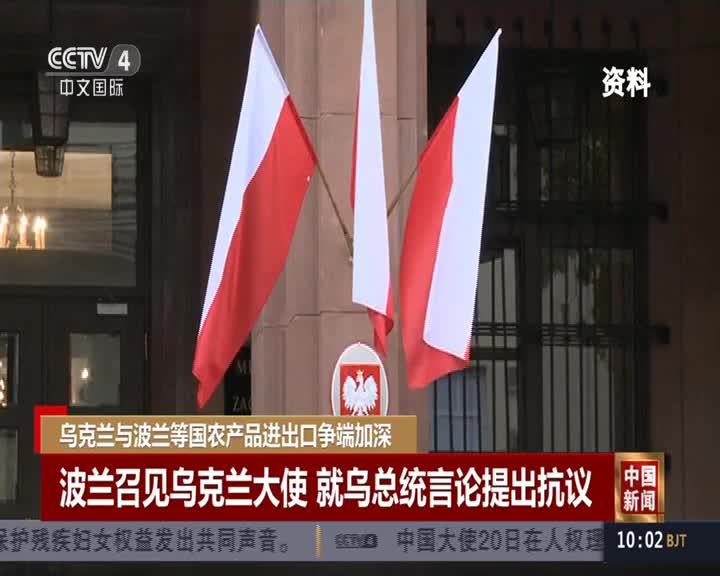 CCTV 4
中文国际
资料
乌克兰与波兰等国农产品进出口争端加深
波兰召见乌克兰大使 就乌总统言论提出抗议
中国
新闻
保护残疾妇女权益发出共同声音。 CCTV 4 中国大使20日在人权理
10:02 BJT